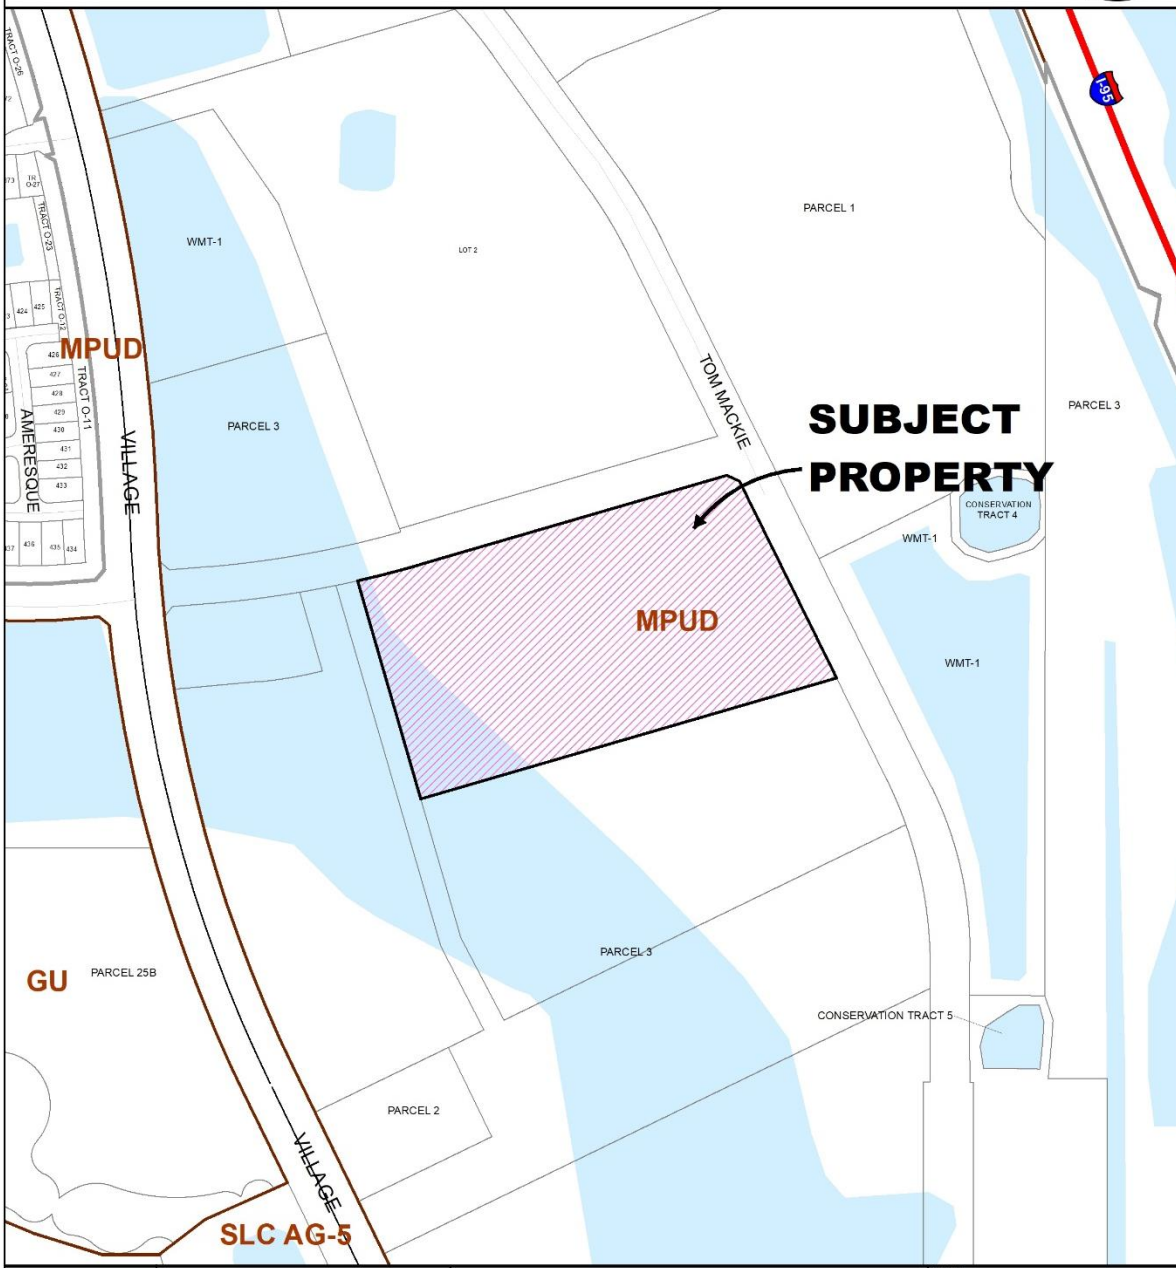 TRACT O-26
I-95
TR
O-27
TRACT O-23
PARCEL 1
WMT-1
LOT 2
424
425
TRACT O-12
MPUD
426
427
428
429
430
431
432
433
TRACT O-11
AMERESQUE
VILLAGE
PARCEL 3
TOM MACKIE
SUBJECT
PROPERTY
PARCEL 3
CONSERVATION
TRACT 4
WMT-1
437
436
435
434
MPUD
WMT-1
GU
PARCEL 25B
PARCEL 3
CONSERVATION TRACT 5
PARCEL 2
VILLAGE
SLC AG-5